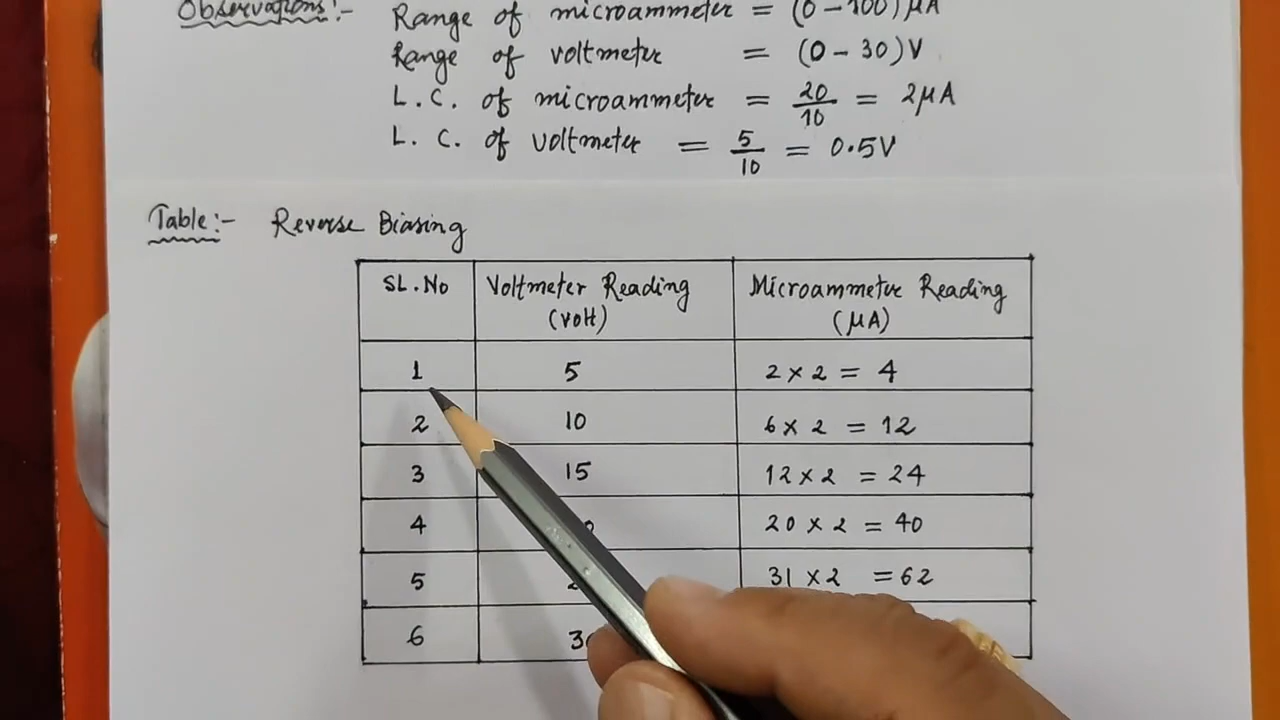 Observations:- Range of microammeter = (0 - 100) μA
Range of voltmeter = (0 - 30) V
L.C. of microammeter = 20/10 = 2μA
L.C. of voltmeter = 5/10 = 0.5V
Table:- Reverse Biasing
SL.No Voltmeter Reading (volt) Microammeter Reading (μA)
1 5 2 × 2 = 4
2 10 6 × 2 = 12
3 15 12 × 2 = 24
4 20 × 2 = 40
5 31 × 2 = 62
6